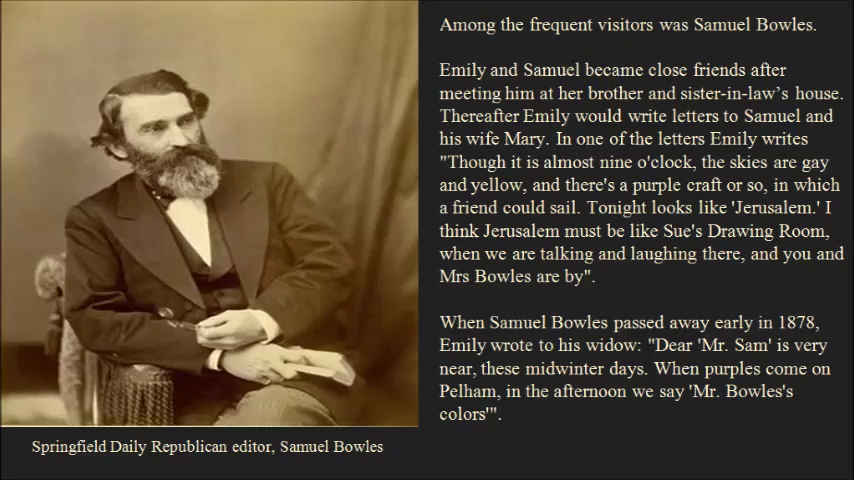 Among the frequent visitors was Samuel Bowles.
Emily and Samuel became close friends after
meeting him at her brother and sister-in-law's house.
Thereafter Emily would write letters to Samuel and
his wife Mary. In one of the letters Emily writes
"Though it is almost nine o'clock, the skies are gay
and yellow, and there's a purple craft or so, in which
a friend could sail. Tonight looks like 'Jerusalem.' I
think Jerusalem must be like Sue's Drawing Room,
when we are talking and laughing there, and you and
Mrs Bowles are by".
When Samuel Bowles passed away early in 1878,
Emily wrote to his widow: "Dear 'Mr. Sam' is very
near, these midwinter days. When purples come on
Pelham, in the afternoon we say 'Mr. Bowles's
colors'".
Springfield Daily Republican editor, Samuel Bowles